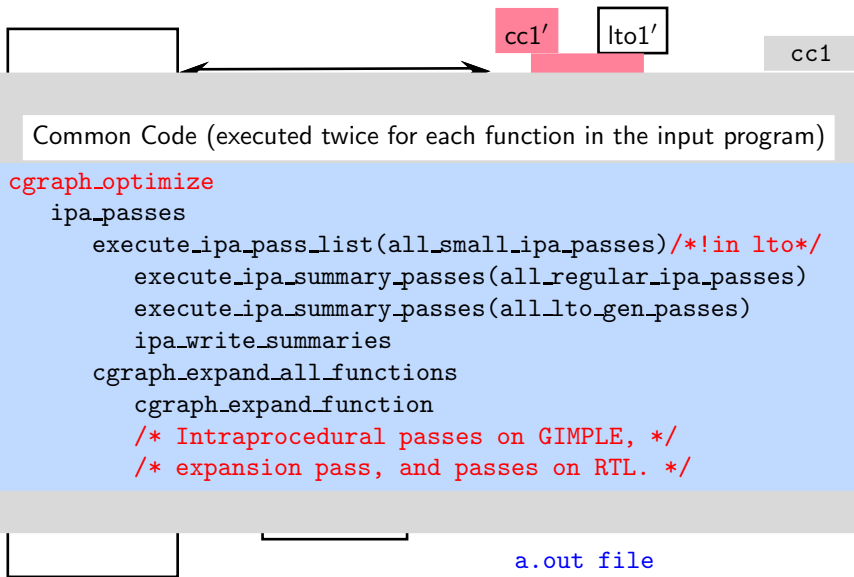 cc1′ lto1′
cc1
Common Code (executed twice for each function in the input program)
cgraph_optimize
ipa_passes
execute_ipa_pass_list(all_small_ipa_passes)/*!in lto*/
execute_ipa_summary_passes(all_regular_ipa_passes)
execute_ipa_summary_passes(all_lto_gen_passes)
ipa_write_summaries
cgraph_expand_all_functions
cgraph_expand_function
/* Intraprocedural passes on GIMPLE, */
/* expansion pass, and passes on RTL. */
a.out file